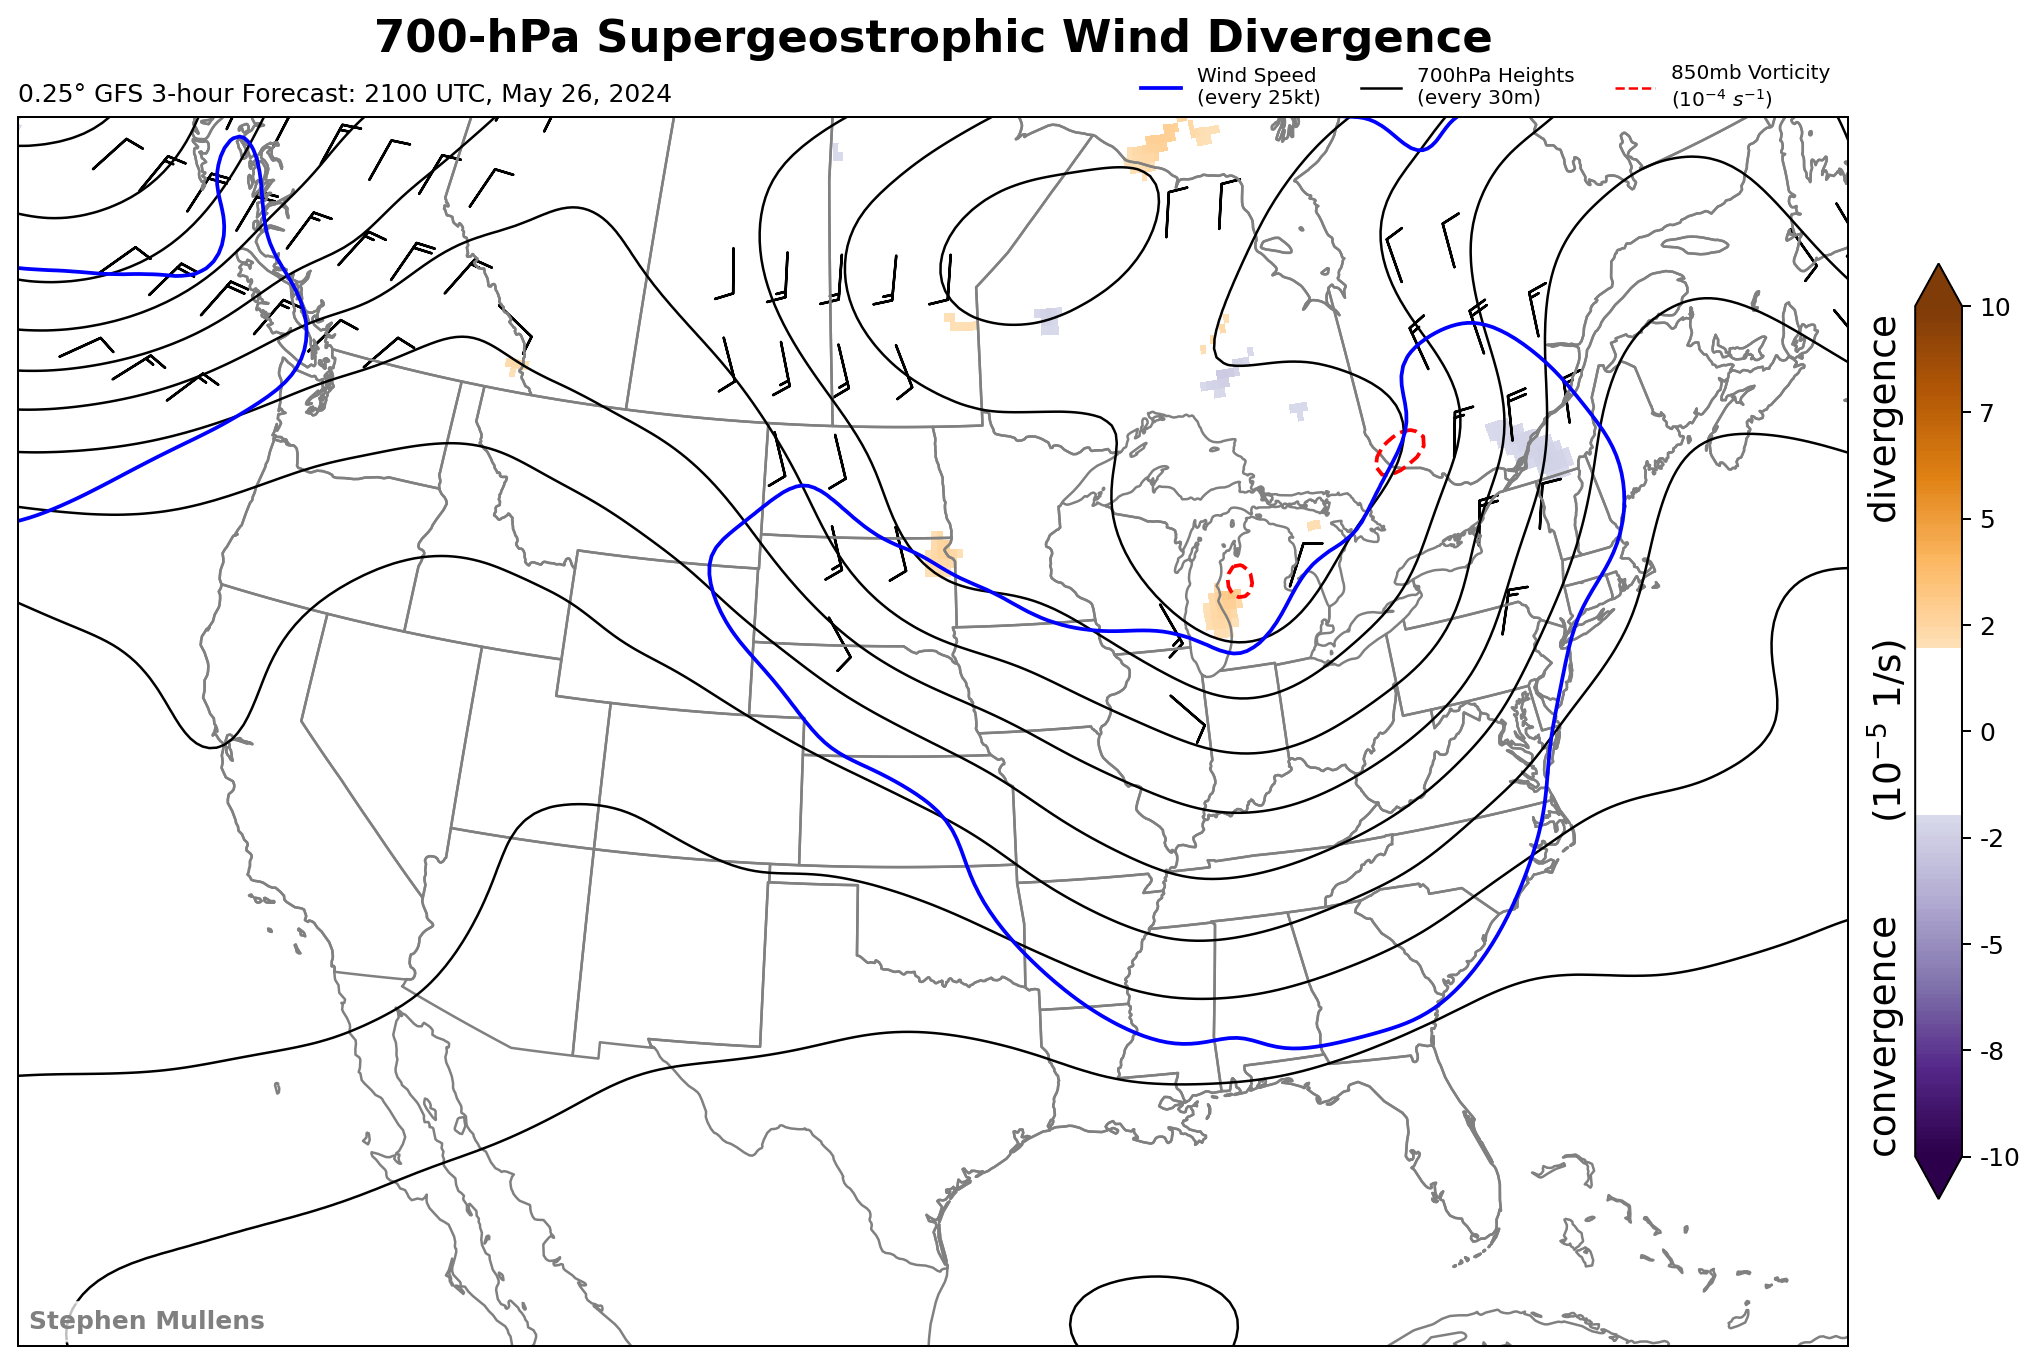 700-hPa Supergeostrophic Wind Divergence
0.25° GFS 3-hour Forecast: 2100 UTC, May 26, 2024
Wind Speed
(every 25kt)
700hPa Heights
(every 30m)
850mb Vorticity
(10⁻⁴ s⁻¹)
10
7
5
2
0
-2
-5
-8
-10
convergence (10⁻⁵ 1/s) divergence
Stephen Mullens